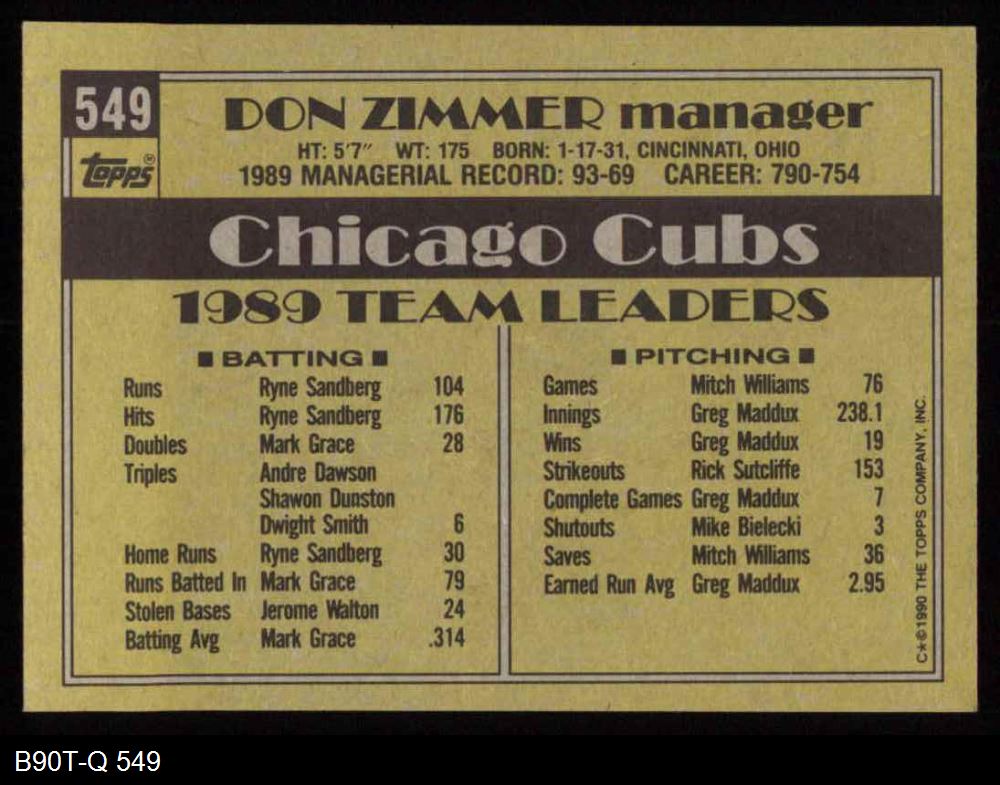 549
Topps®
DON ZIMMER manager
HT: 5'7" WT: 175 BORN: 1-17-31, CINCINNATI, OHIO
1989 MANAGERIAL RECORD: 93-69 CAREER: 790-754
Chicago Cubs
1989 TEAM LEADERS
■ BATTING ■
Runs Ryne Sandberg 104
Hits Ryne Sandberg 176
Doubles Mark Grace 28
Triples Andre Dawson
Shawon Dunston
Dwight Smith 6
Home Runs Ryne Sandberg 30
Runs Batted In Mark Grace 79
Stolen Bases Jerome Walton 24
Batting Avg Mark Grace .314
■ PITCHING ■
Games Mitch Williams 76
Innings Greg Maddux 238.1
Wins Greg Maddux 19
Strikeouts Rick Sutcliffe 153
Complete Games Greg Maddux 7
Shutouts Mike Bielecki 3
Saves Mitch Williams 36
Earned Run Avg Greg Maddux 2.95
C★©1990 THE TOPPS COMPANY, INC.
B90T-Q 549